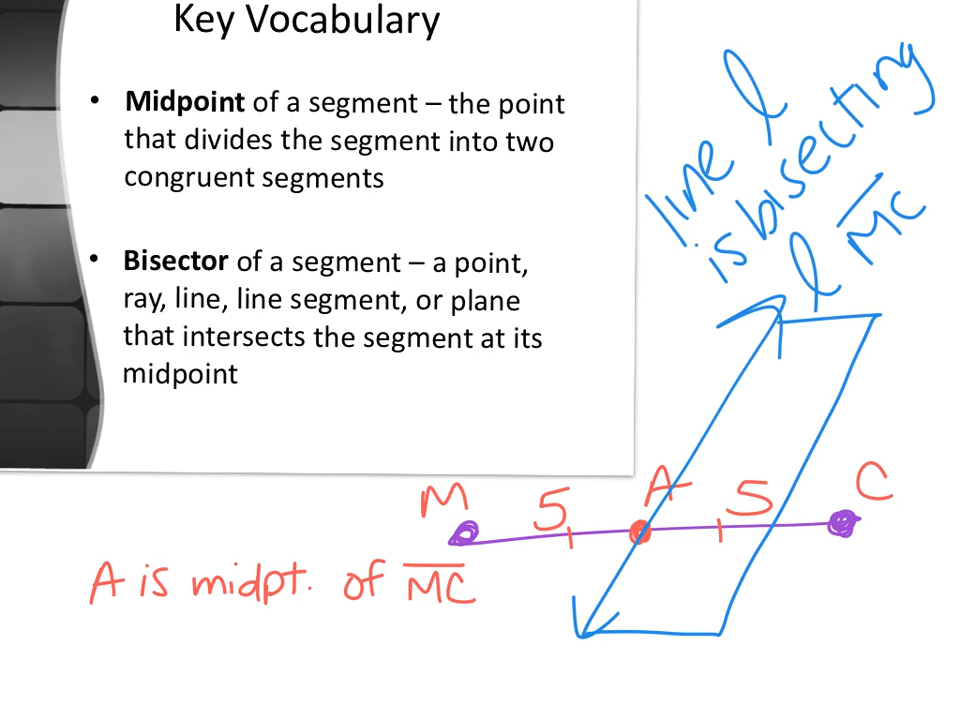 Key Vocabulary
• Midpoint of a segment – the point
that divides the segment into two
congruent segments
• Bisector of a segment – a point,
ray, line, line segment, or plane
that intersects the segment at its
midpoint
line l
is bisecting
MC
l
M 5 A 5 C
A is midpt. of MC